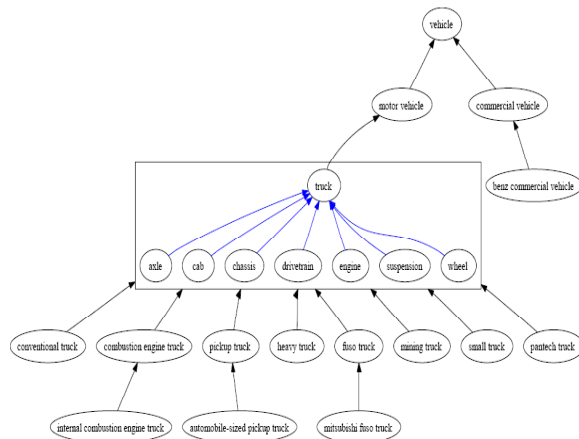 vehicle
motor vehicle
commercial vehicle
truck
benz commercial vehicle
axle
cab
chassis
drivetrain
engine
suspension
wheel
conventional truck
combustion engine truck
pickup truck
heavy truck
fuso truck
mining truck
small truck
pantech truck
internal combustion engine truck
automobile-sized pickup truck
mitsubishi fuso truck